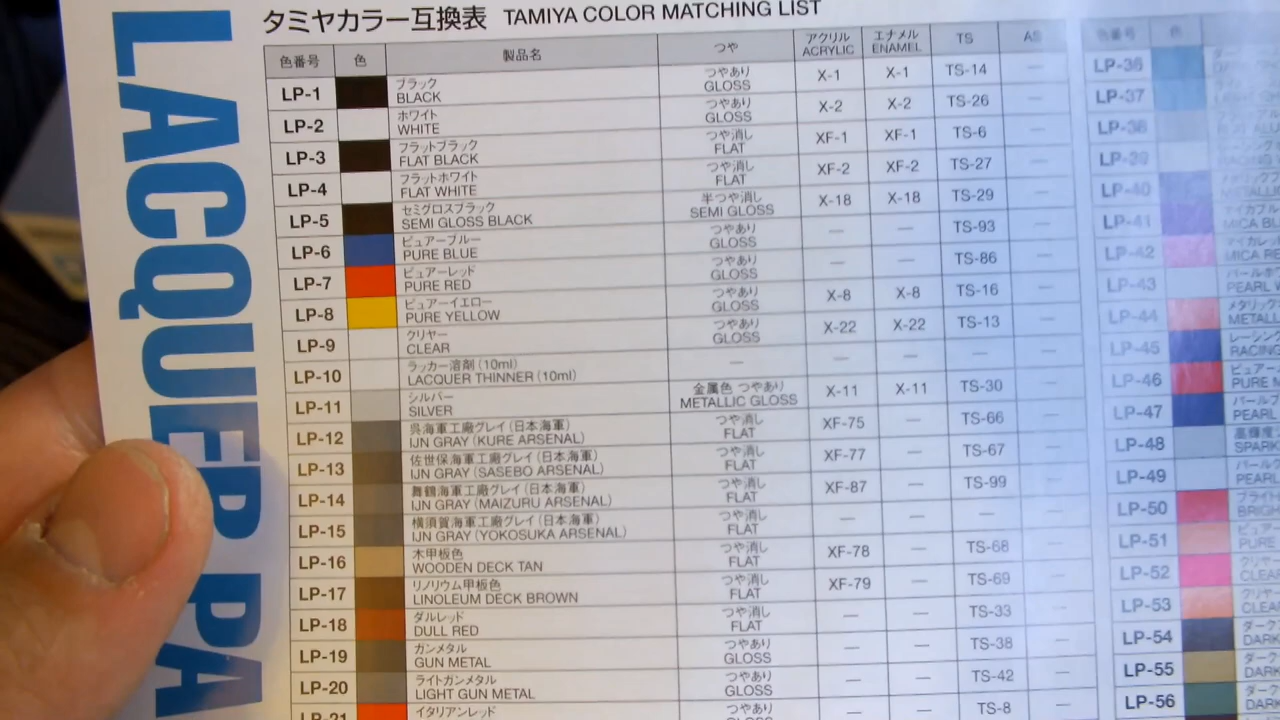 LACQUER PA
タミヤカラー互換表 TAMIYA COLOR MATCHING LIST
色番号 色 製品名 つや アクリル ACRYLIC エナメル ENAMEL TS AS
LP-1 ブラック BLACK つやあり GLOSS X-1 X-1 TS-14 —
LP-2 ホワイト WHITE つやあり GLOSS X-2 X-2 TS-26 —
LP-3 フラットブラック FLAT BLACK つや消し FLAT XF-1 XF-1 TS-6 —
LP-4 フラットホワイト FLAT WHITE つや消し FLAT XF-2 XF-2 TS-27 —
LP-5 セミグロスブラック SEMI GLOSS BLACK 半つや消し SEMI GLOSS X-18 X-18 TS-29 —
LP-6 ピュアーブルー PURE BLUE つやあり GLOSS — — TS-93 —
LP-7 ピュアーレッド PURE RED つやあり GLOSS — — TS-86 —
LP-8 ピュアーイエロー PURE YELLOW つやあり GLOSS X-8 X-8 TS-16 —
LP-9 クリヤー CLEAR つやあり GLOSS X-22 X-22 TS-13 —
LP-10 ラッカー溶剤(10ml) LACQUER THINNER (10ml) — — — — —
LP-11 シルバー SILVER 金属色 つやあり METALLIC GLOSS X-11 X-11 TS-30 —
LP-12 呉海軍工廠グレイ(日本海軍) IJN GRAY (KURE ARSENAL) つや消し FLAT XF-75 — TS-66 —
LP-13 佐世保海軍工廠グレイ(日本海軍) IJN GRAY (SASEBO ARSENAL) つや消し FLAT XF-77 — TS-67 —
LP-14 舞鶴海軍工廠グレイ(日本海軍) IJN GRAY (MAIZURU ARSENAL) つや消し FLAT XF-87 — TS-99 —
LP-15 横須賀海軍工廠グレイ(日本海軍) IJN GRAY (YOKOSUKA ARSENAL) つや消し FLAT — — — —
LP-16 木甲板色 WOODEN DECK TAN つや消し FLAT XF-78 — TS-68 —
LP-17 リノリウム甲板色 LINOLEUM DECK BROWN つや消し FLAT XF-79 — TS-69 —
LP-18 ダルレッド DULL RED つや消し FLAT — — TS-33 —
LP-19 ガンメタル GUN METAL つやあり GLOSS — — TS-38 —
LP-20 ライトガンメタル LIGHT GUN METAL つやあり GLOSS — — TS-42 —
LP-21 イタリアンレッド つやあり — — TS-8 —
色番号 色
LP-36
LP-37
LP-38
LP-39
LP-40
LP-41 MICA
LP-42
LP-43 PEARL
LP-44
LP-45
LP-46 PURE
LP-47 PEARL
LP-48
LP-49
LP-50
LP-51 PURE
LP-52
LP-53
LP-54 ダーク DARK
LP-55 ダーク DARK
LP-56 ダーク DARK